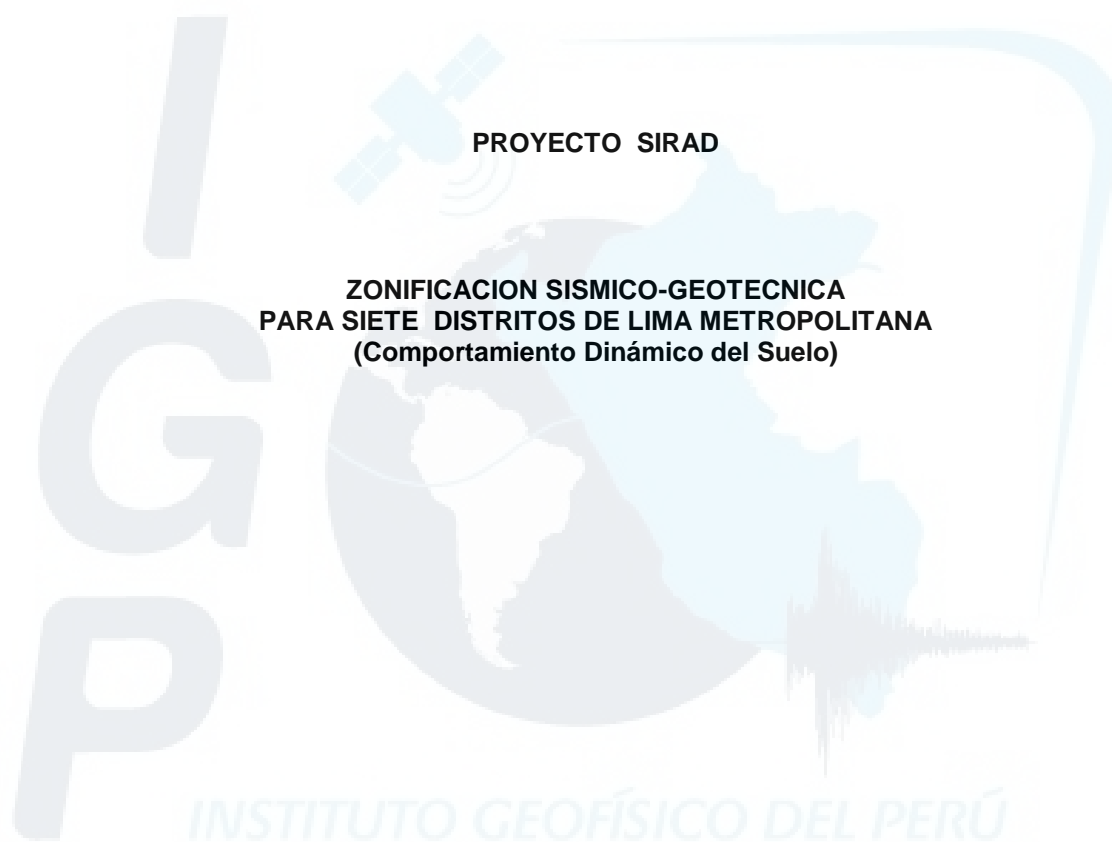 PROYECTO SIRAD
ZONIFICACION SISMICO-GEOTECNICA
PARA SIETE DISTRITOS DE LIMA METROPOLITANA
(Comportamiento Dinámico del Suelo)
IGP
INSTITUTO GEOFÍSICO DEL PERÚ